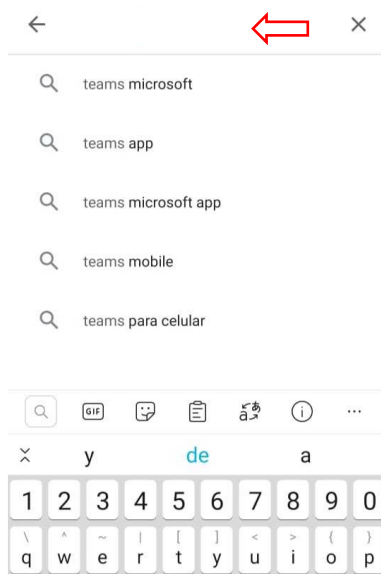 teams microsoft
teams app
teams microsoft app
teams mobile
teams para celular
GIF
y de a
1 2 3 4 5 6 7 8 9 0
\ ^ ~ | [ ] < > { }
q w e r t y u i o p